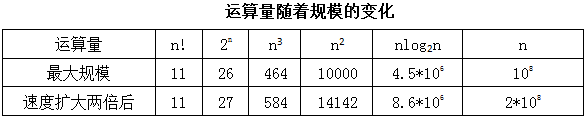 运算量随着规模的变化
运算量 n! 2ⁿ n³ n² nlog₂n n
最大规模 11 26 464 10000 4.5*10⁶ 10⁸
速度扩大两倍后 11 27 584 14142 8.6*10⁶ 2*10⁸